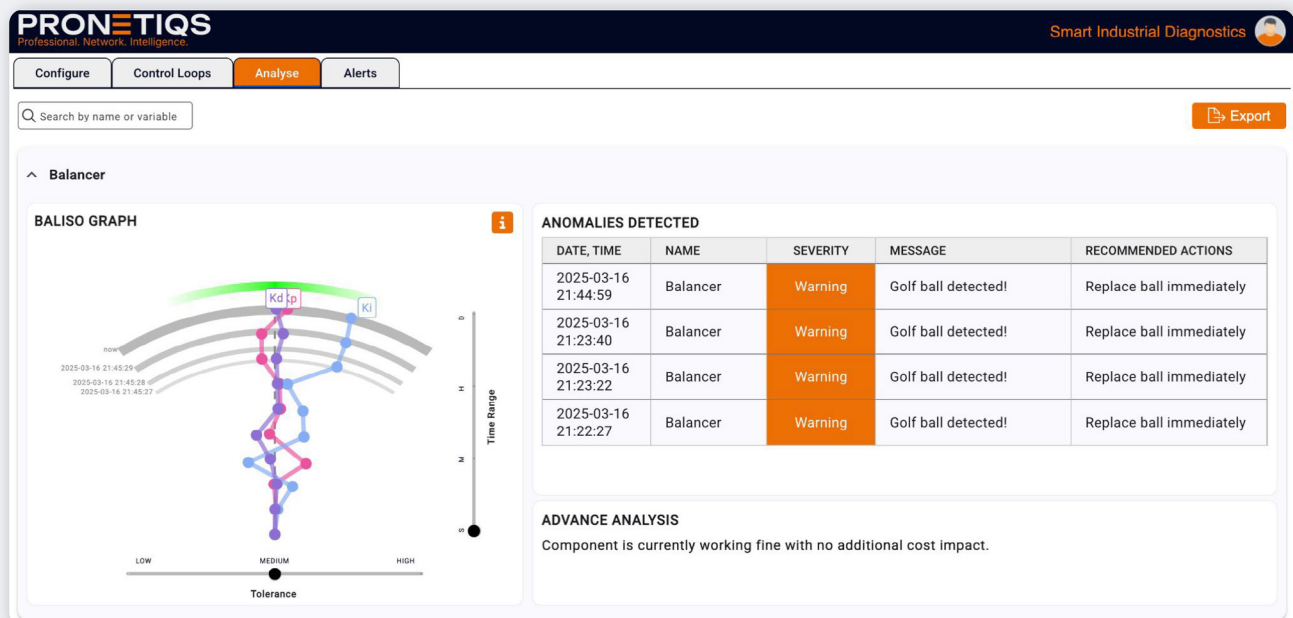 PRONETIQS
Professional. Network. Intelligence.
Smart Industrial Diagnostics
Configure
Control Loops
Analyse
Alerts
Search by name or variable
Export
Balancer
BALISO GRAPH
i
Kd
Kp
Ki
now
2025-03-16 21:45:29
2025-03-16 21:45:28
2025-03-16 21:45:27
D
H
M
S
Time Range
LOW MEDIUM HIGH
Tolerance
ANOMALIES DETECTED
DATE, TIME NAME SEVERITY MESSAGE RECOMMENDED ACTIONS
2025-03-16
21:44:59 Balancer Warning Golf ball detected! Replace ball immediately
2025-03-16
21:23:40 Balancer Warning Golf ball detected! Replace ball immediately
2025-03-16
21:23:22 Balancer Warning Golf ball detected! Replace ball immediately
2025-03-16
21:22:27 Balancer Warning Golf ball detected! Replace ball immediately
ADVANCE ANALYSIS
Component is currently working fine with no additional cost impact.